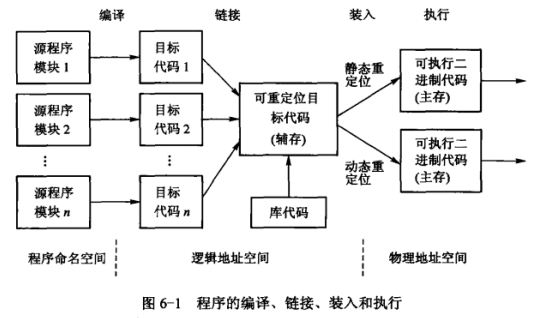 编译
链接
装入
执行
源程序
模块1
目标
代码1
源程序
模块2
目标
代码2
⋮
⋮
源程序
模块n
目标
代码n
可重定位目
标代码
(辅存)
库代码
静态重
定位
动态重
定位
可执行二
进制代码
(主存)
可执行二
进制代码
(主存)
程序命名空间
逻辑地址空间
物理地址空间
图6-1 程序的编译、链接、装入和执行